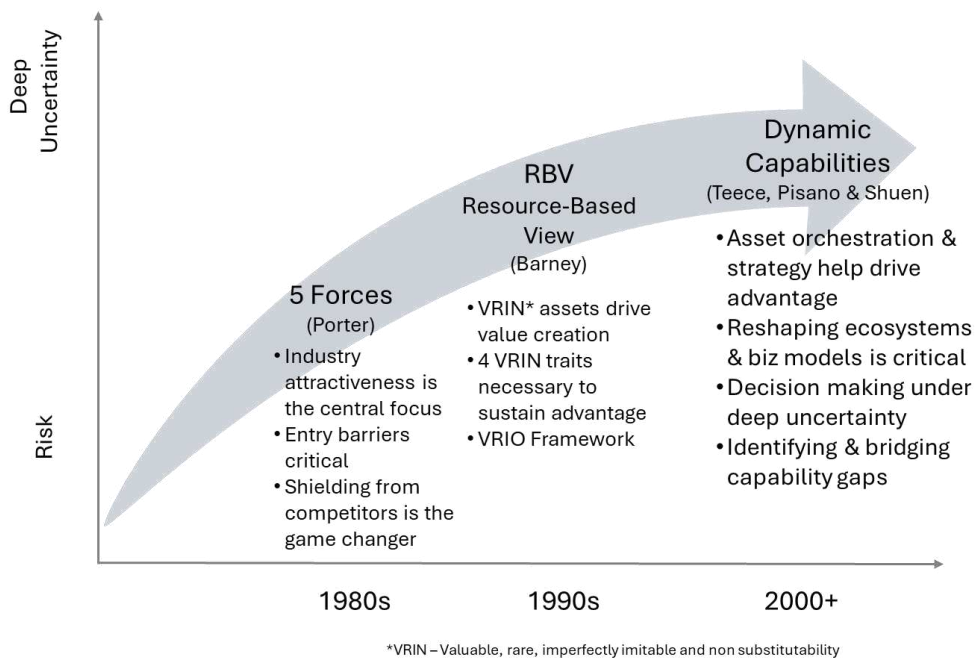 Deep
Uncertainty
Risk
5 Forces
(Porter)
•Industry
attractiveness is
the central focus
•Entry barriers
critical
•Shielding from
competitors is the
game changer
RBV
Resource-Based
View
(Barney)
•VRIN* assets drive
value creation
•4 VRIN traits
necessary to
sustain advantage
•VRIO Framework
Dynamic
Capabilities
(Teece, Pisano & Shuen)
•Asset orchestration &
strategy help drive
advantage
•Reshaping ecosystems
& biz models is critical
•Decision making under
deep uncertainty
•Identifying & bridging
capability gaps
1980s
1990s
2000+
*VRIN – Valuable, rare, imperfectly imitable and non substitutability